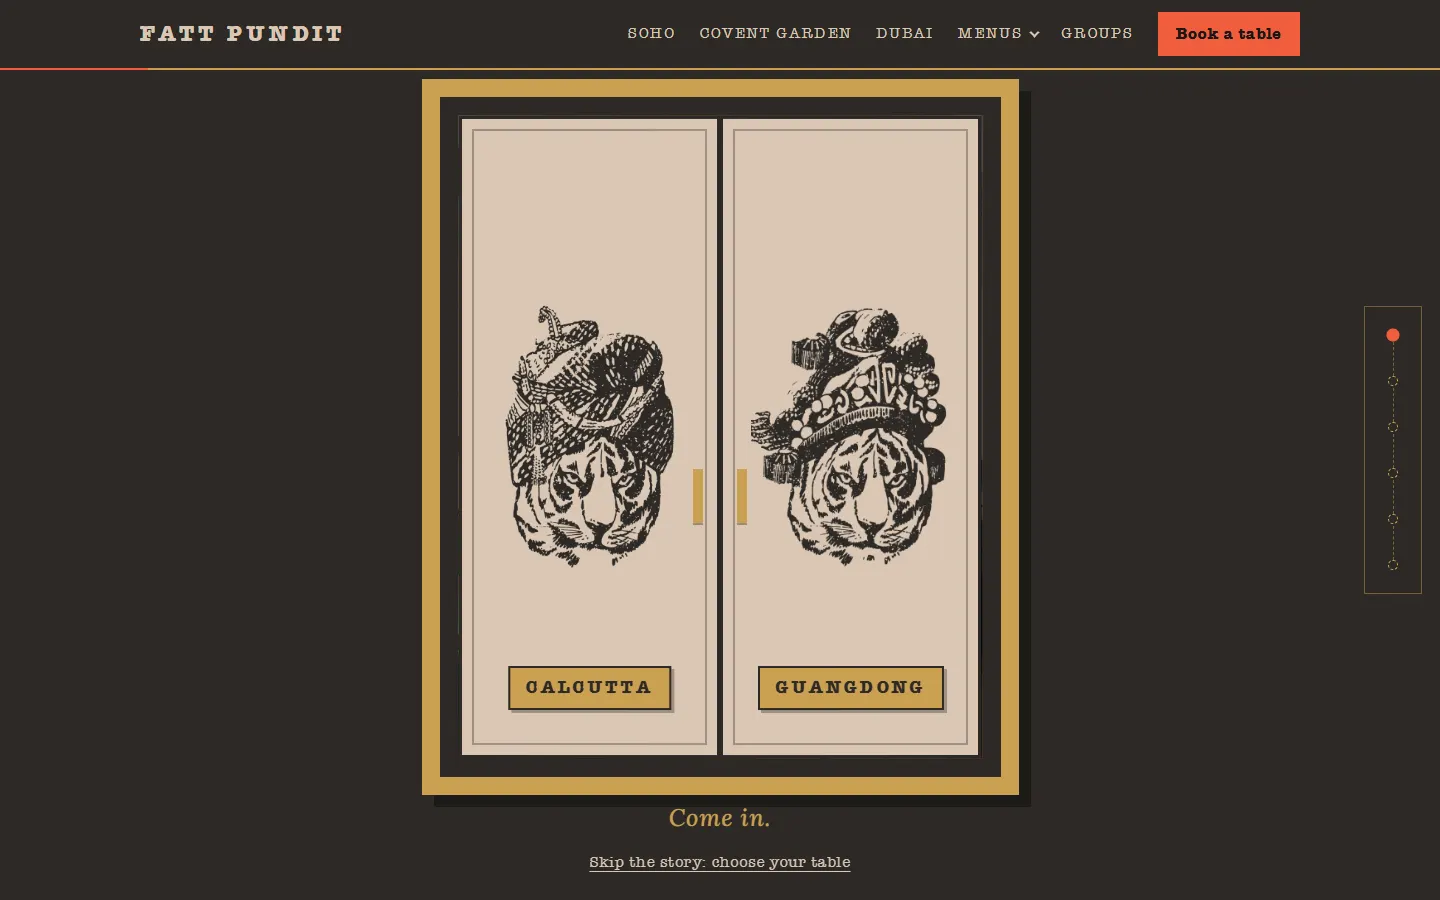 FATT PUNDIT
SOHO
COVENT GARDEN
DUBAI
MENUS
GROUPS
Book a table
CALCUTTA
GUANGDONG
Come in.
Skip the story: choose your table